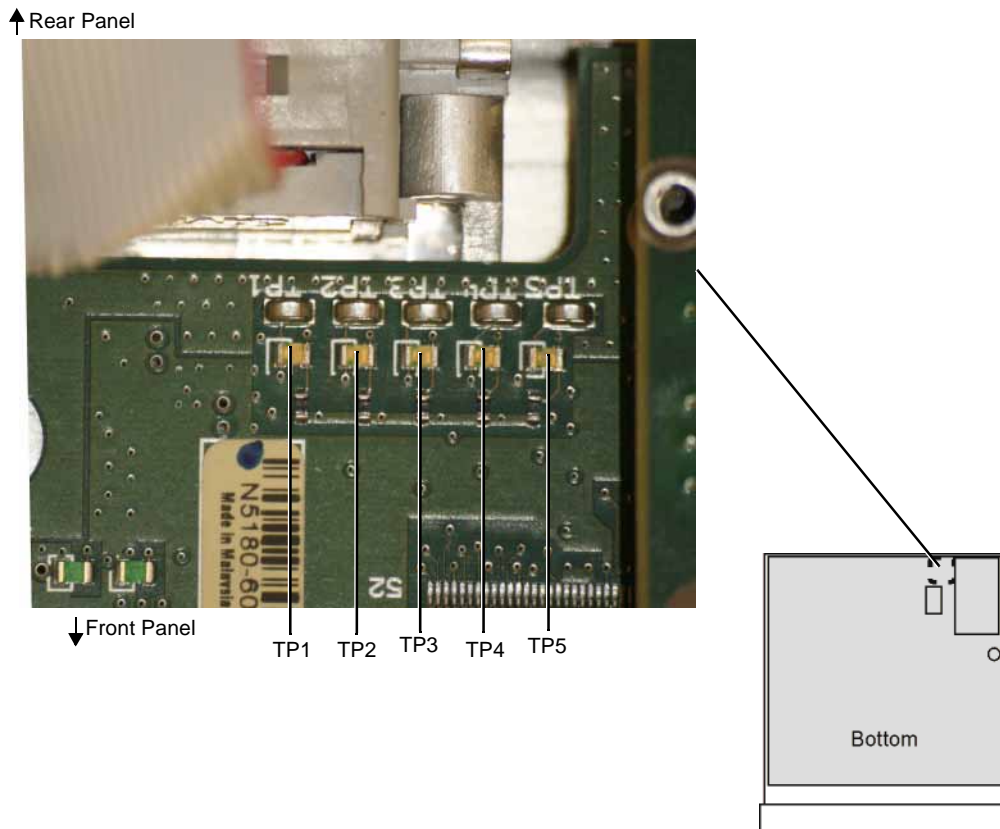 Rear Panel
TP1 TP2 TP3 TP4 TP5
N5180-60
Made in Malaysia
52
Front Panel
TP1 TP2 TP3 TP4 TP5
Bottom